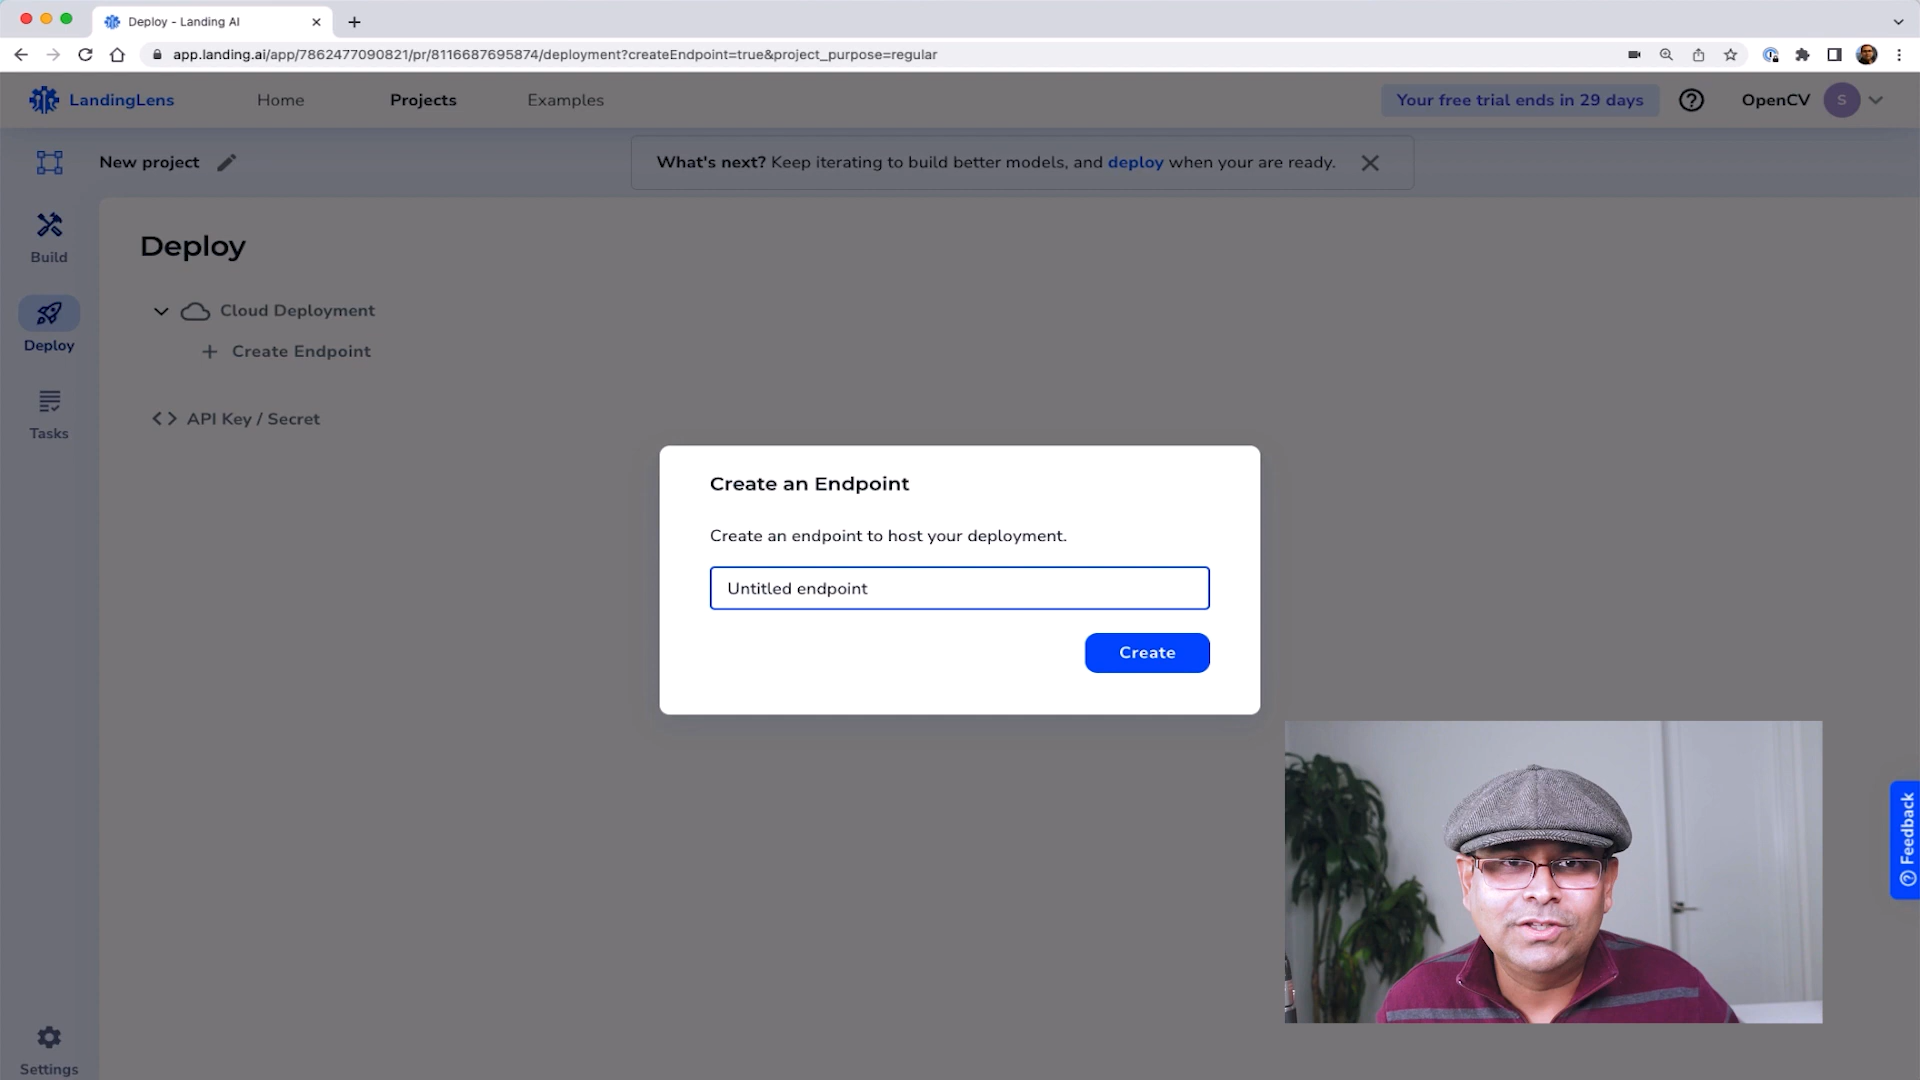 Deploy - Landing AI
app.landing.ai/app/7862477090821/pr/8116687695874/deployment?createEndpoint=true&project_purpose=regular
LandingLens
Home
Projects
Examples
Your free trial ends in 29 days
OpenCV
S
New project
What's next? Keep iterating to build better models, and deploy when your are ready.
Build
Deploy
Tasks
Settings
Deploy
Cloud Deployment
Create Endpoint
API Key / Secret
Create an Endpoint
Create an endpoint to host your deployment.
Untitled endpoint
Create
Feedback